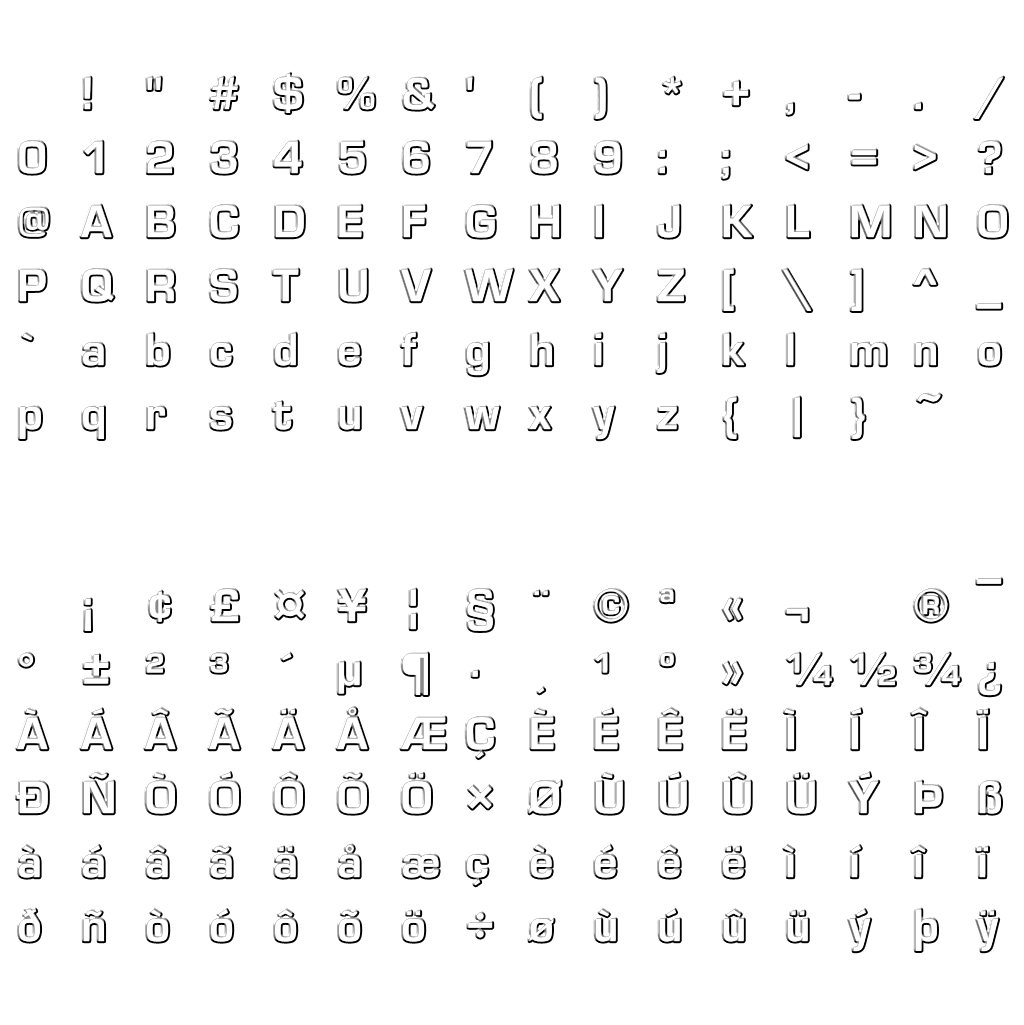 ! " # $ % & ' ( ) * + , - . /
0 1 2 3 4 5 6 7 8 9 : ; < = > ?
@ A B C D E F G H I J K L M N O
P Q R S T U V W X Y Z [ \ ] ^ _
` a b c d e f g h i j k l m n o
p q r s t u v w x y z { | } ~
¡ ¢ £ ¤ ¥ ¦ § ¨ © ª « ¬ ® ¯
° ± ² ³ ´ µ ¶ · ¸ ¹ º » ¼ ½ ¾ ¿
À Á Â Ã Ä Å Æ Ç È É Ê Ë Ì Í Î Ï
Ð Ñ Ò Ó Ô Õ Ö × Ø Ù Ú Û Ü Ý Þ ß
à á â ã ä å æ ç è é ê ë ì í î ï
ð ñ ò ó ô õ ö ÷ ø ù ú û ü ý þ ÿ